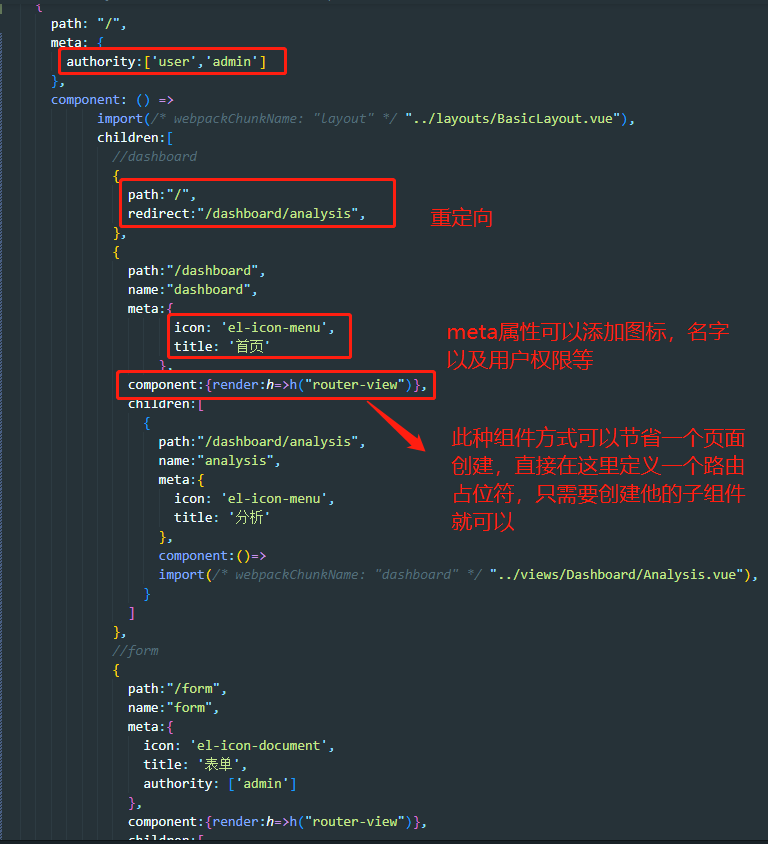 {
path: "/",
meta: {
authority:['user','admin']
},
component: () =>
import(/* webpackChunkName: "layout" */ "../layouts/BasicLayout.vue"),
children:[
//dashboard
{
path:"/",
redirect:"/dashboard/analysis",
重定向
},
{
path:"/dashboard",
name:"dashboard",
meta:{
icon: 'el-icon-menu',
title: '首页'
meta属性可以添加图标，名字
以及用户权限等
},
component:{render:h=>h("router-view")},
children:[
此种组件方式可以节省一个页面
创建，直接在这里定义一个路由
占位符，只需要创建他的子组件
就可以
{
path:"/dashboard/analysis",
name:"analysis",
meta:{
icon: 'el-icon-menu',
title: '分析'
},
component:()=>
import(/* webpackChunkName: "dashboard" */ "../views/Dashboard/Analysis.vue"),
}
]
},
//form
{
path:"/form",
name:"form",
meta:{
icon: 'el-icon-document',
title: '表单',
authority: ['admin']
},
component:{render:h=>h("router-view")},
children:[